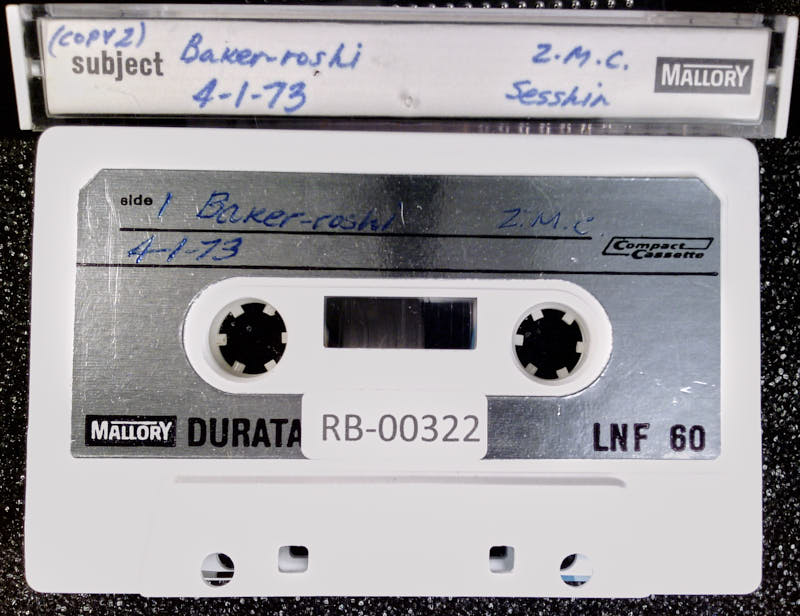 (copy 2)
subject Baker-roshi Z.M.C. MALLORY
4-1-73 Sesshin
side 1 Baker-roshi Z.M.C.
4-1-73 Compact Cassette
MALLORY DURATA RB-00322 LNF 60